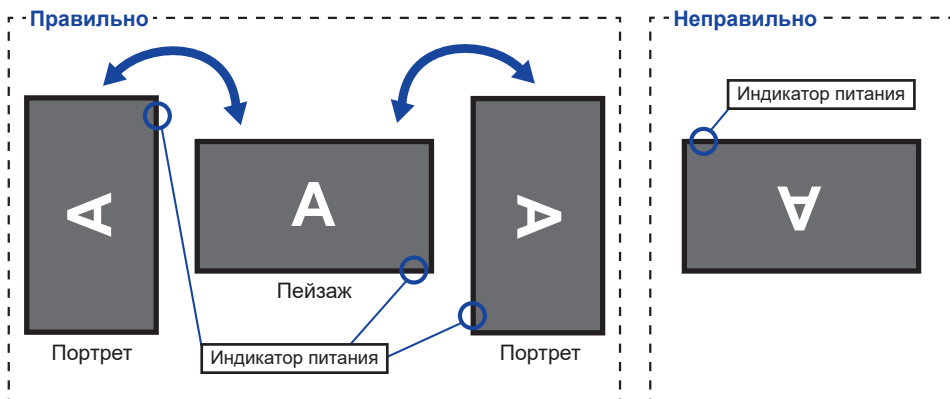 Правильно
A
A
A
Пейзаж
Портрет
Индикатор питания
Портрет
Неправильно
Индикатор питания
A